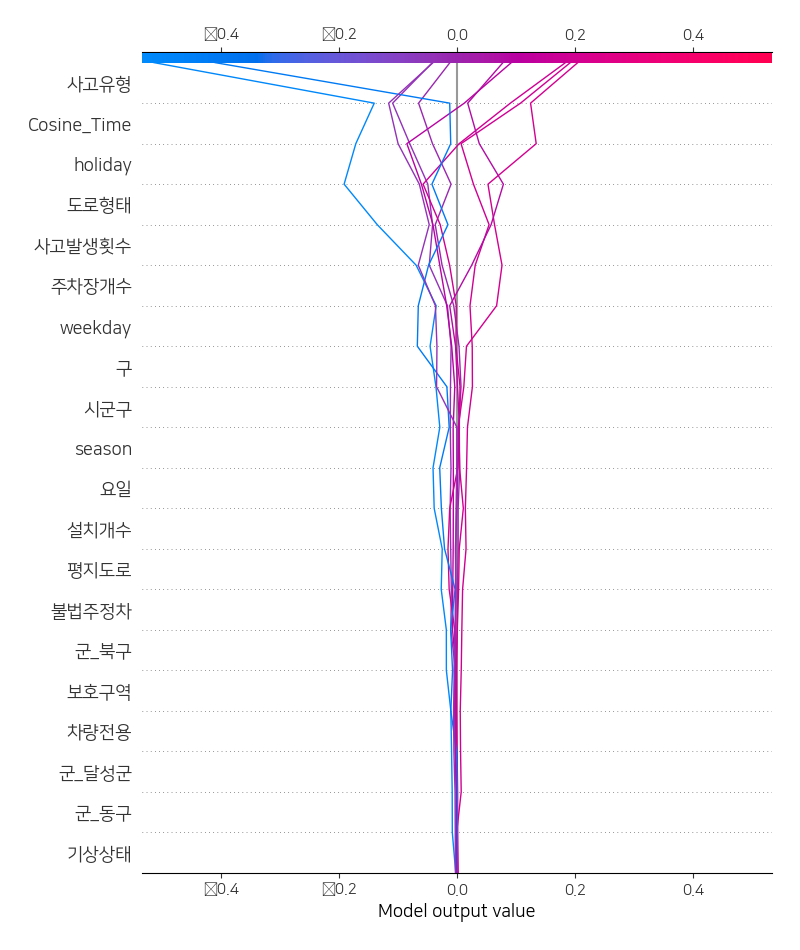 ☒0.4 ☒0.2 0.0 0.2 0.4
사고유형
Cosine_Time
holiday
도로형태
사고발생횟수
주차장개수
weekday
구
시군구
season
요일
설치개수
평지도로
불법주정차
군_북구
보호구역
차량전용
군_달성군
군_동구
기상상태
☒0.4 ☒0.2 0.0 0.2 0.4
Model output value